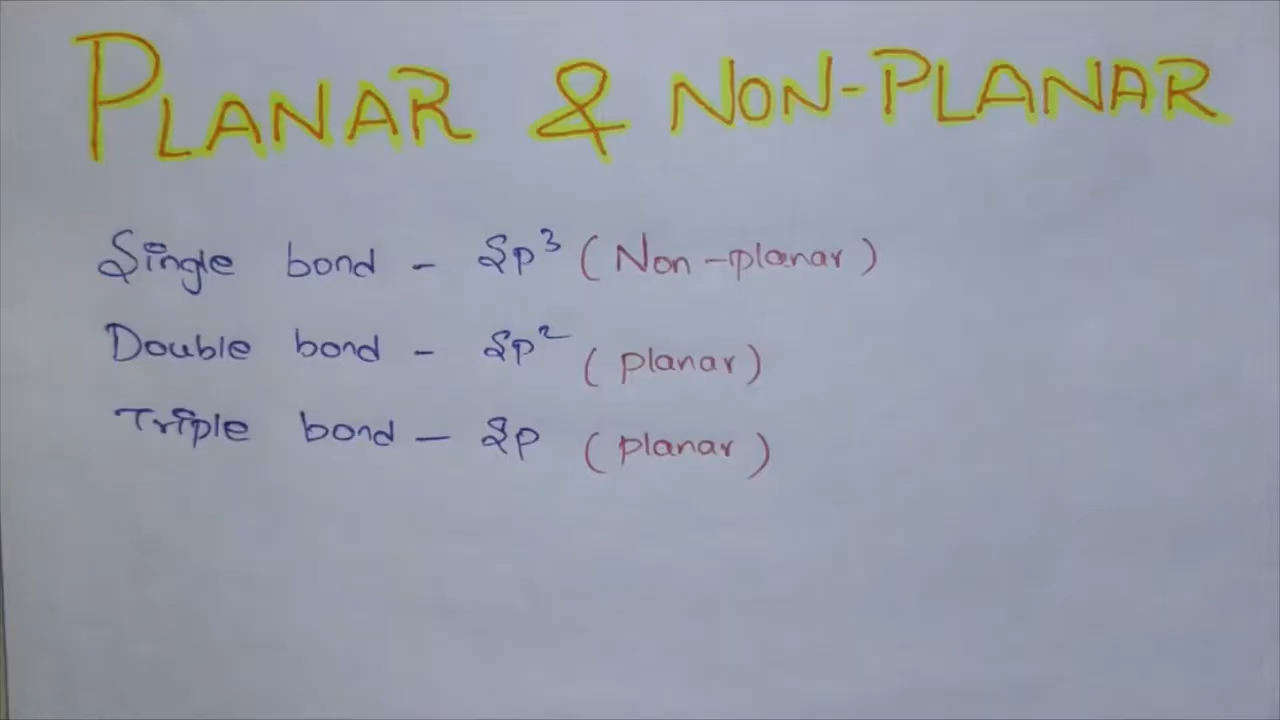 PLANAR & NON-PLANAR
Single bond - Sp³ (Non-planar)
Double bond - Sp² (planar)
Triple bond - Sp (planar)